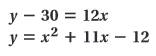 y − 30 = 12x
y = x² + 11x − 12